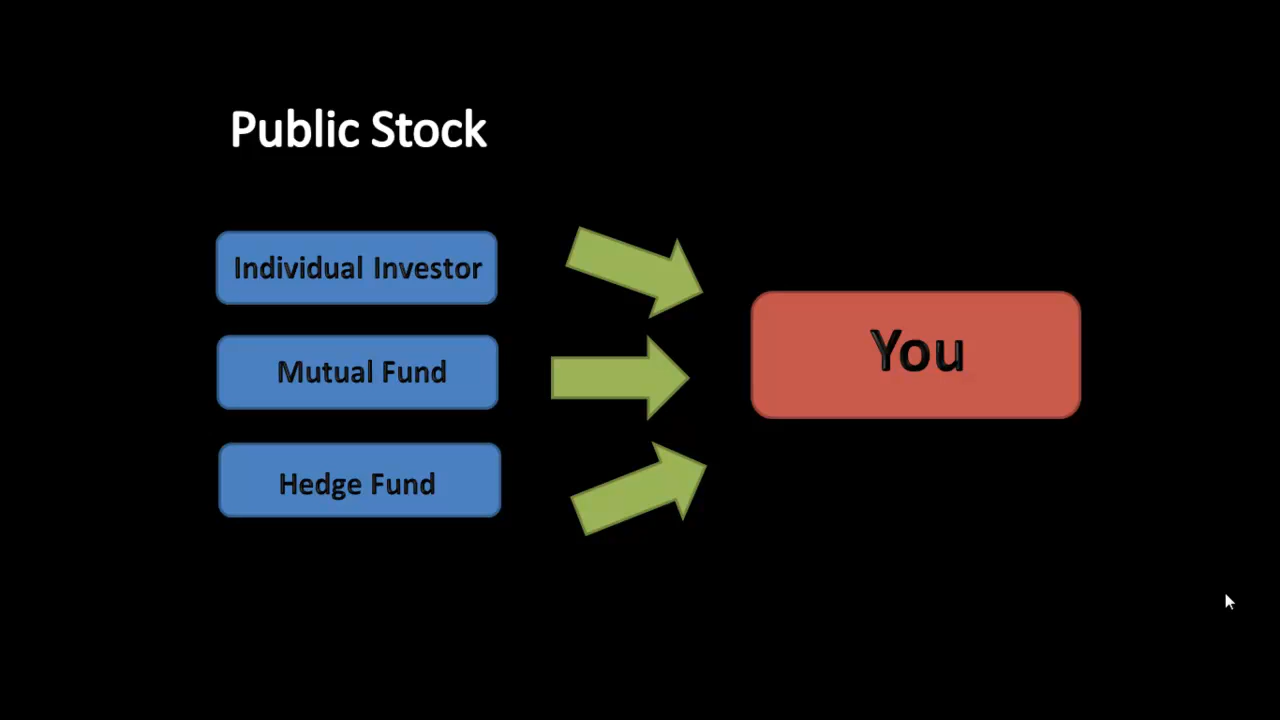 Public Stock
Individual Investor
Mutual Fund
Hedge Fund
You